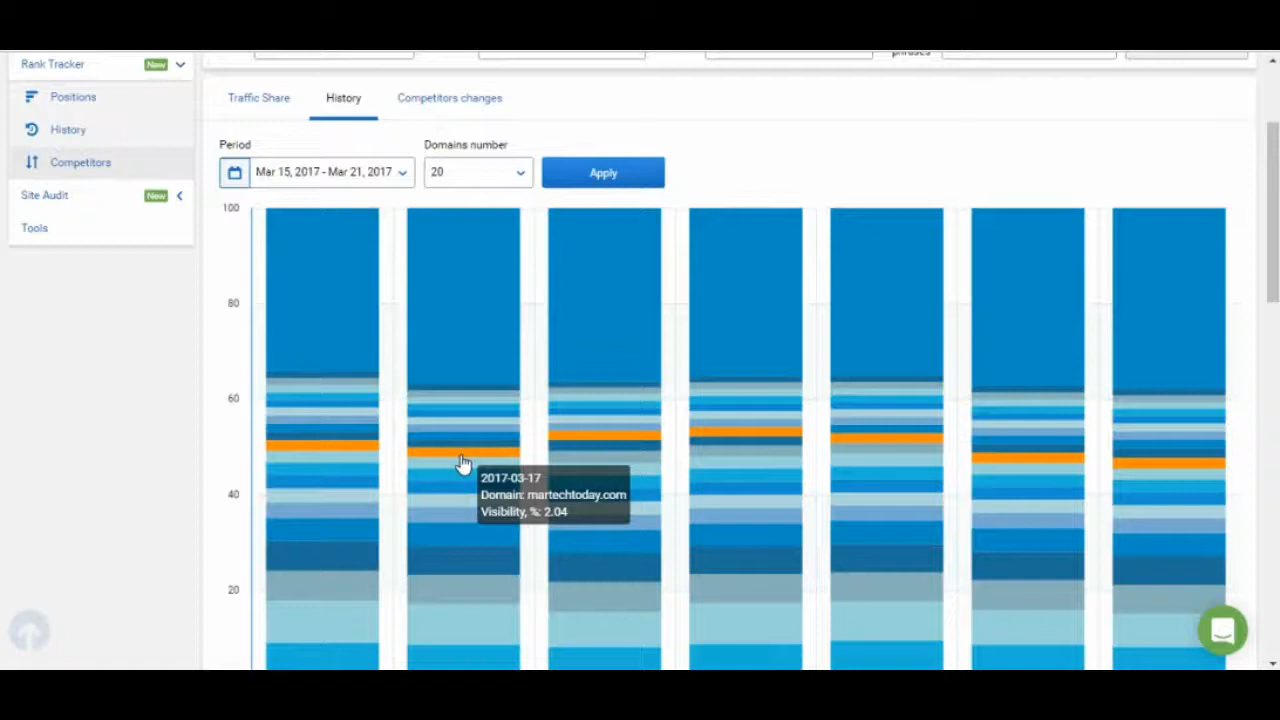 phrases
Rank Tracker New
Positions
History
Competitors
Site Audit New
Tools
Traffic Share History Competitors changes
Period Domains number
Mar 15, 2017 - Mar 21, 2017 20 Apply
100
80
60
40
20
2017-03-17
Domain: martechtoday.com
Visibility, %: 2.04